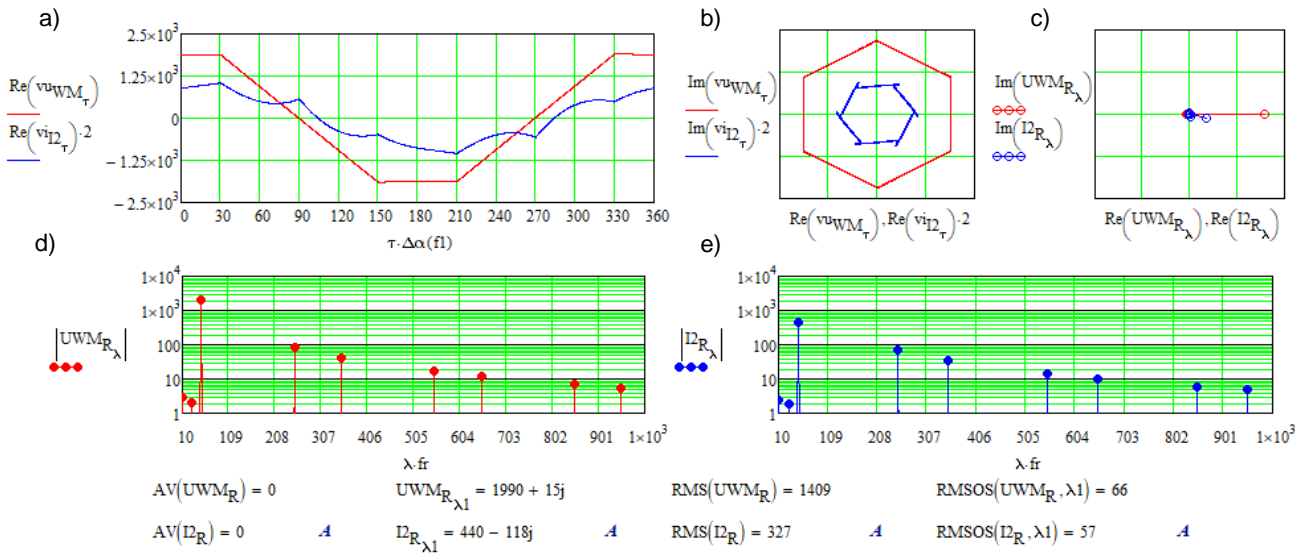 a)
b)
c)
2.5×10³
1.25×10³
0
−1.25×10³
−2.5×10³
Re(vu_WM_τ)
Re(vi_I2_τ)·2
0 30 60 90 120 150 180 210 240 270 300 330 360
τ·Δα(f1)
Im(vu_WM_τ)
Im(vi_I2_τ)·2
Re(vu_WM_τ), Re(vi_I2_τ)·2
Im(UWM_R_λ)
Im(I2_R_λ)
Re(UWM_R_λ), Re(I2_R_λ)
d)
e)
1×10⁴
1×10³
100
10
1
|UWM_R_λ|
10 109 208 307 406 505 604 703 802 901 1×10³
λ·fr
1×10⁴
1×10³
100
10
1
|I2_R_λ|
10 109 208 307 406 505 604 703 802 901 1×10³
λ·fr
AV(UWM_R) = 0 UWM_R_λ1 = 1990 + 15j RMS(UWM_R) = 1409 RMSOS(UWM_R, λ1) = 66
AV(I2_R) = 0 A I2_R_λ1 = 440 − 118j A RMS(I2_R) = 327 A RMSOS(I2_R, λ1) = 57 A